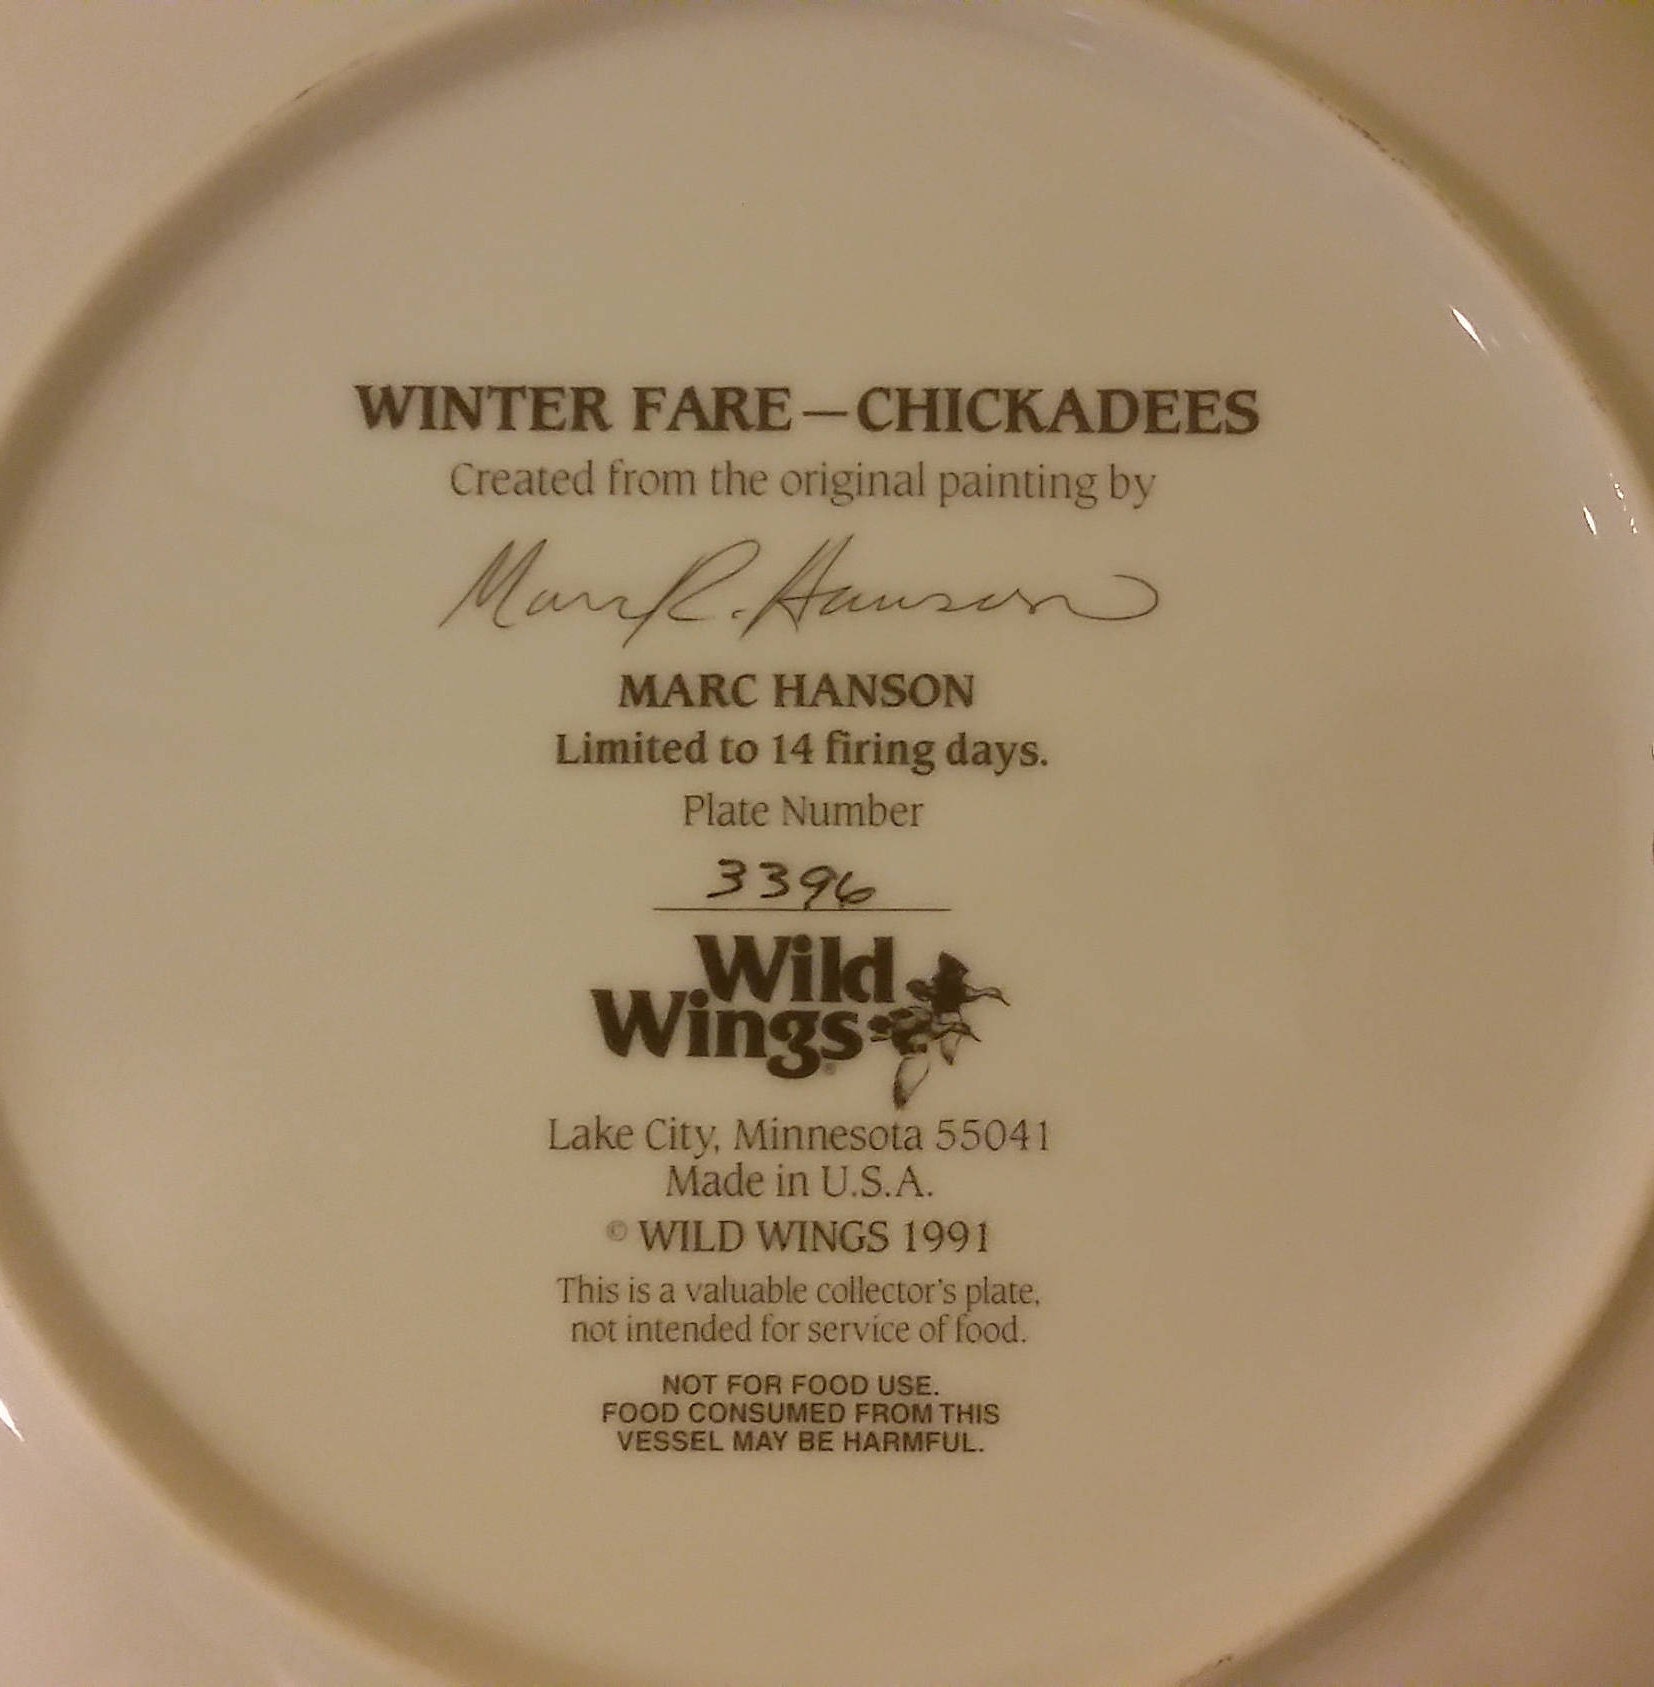 WINTER FARE — CHICKADEES
Created from the original painting by
Marc R. Hanson
MARC HANSON
Limited to 14 firing days.
Plate Number
3396
Wild
Wings®
Lake City, Minnesota 55041
Made in U.S.A.
© WILD WINGS 1991
This is a valuable collector's plate,
not intended for service of food.
NOT FOR FOOD USE.
FOOD CONSUMED FROM THIS
VESSEL MAY BE HARMFUL.